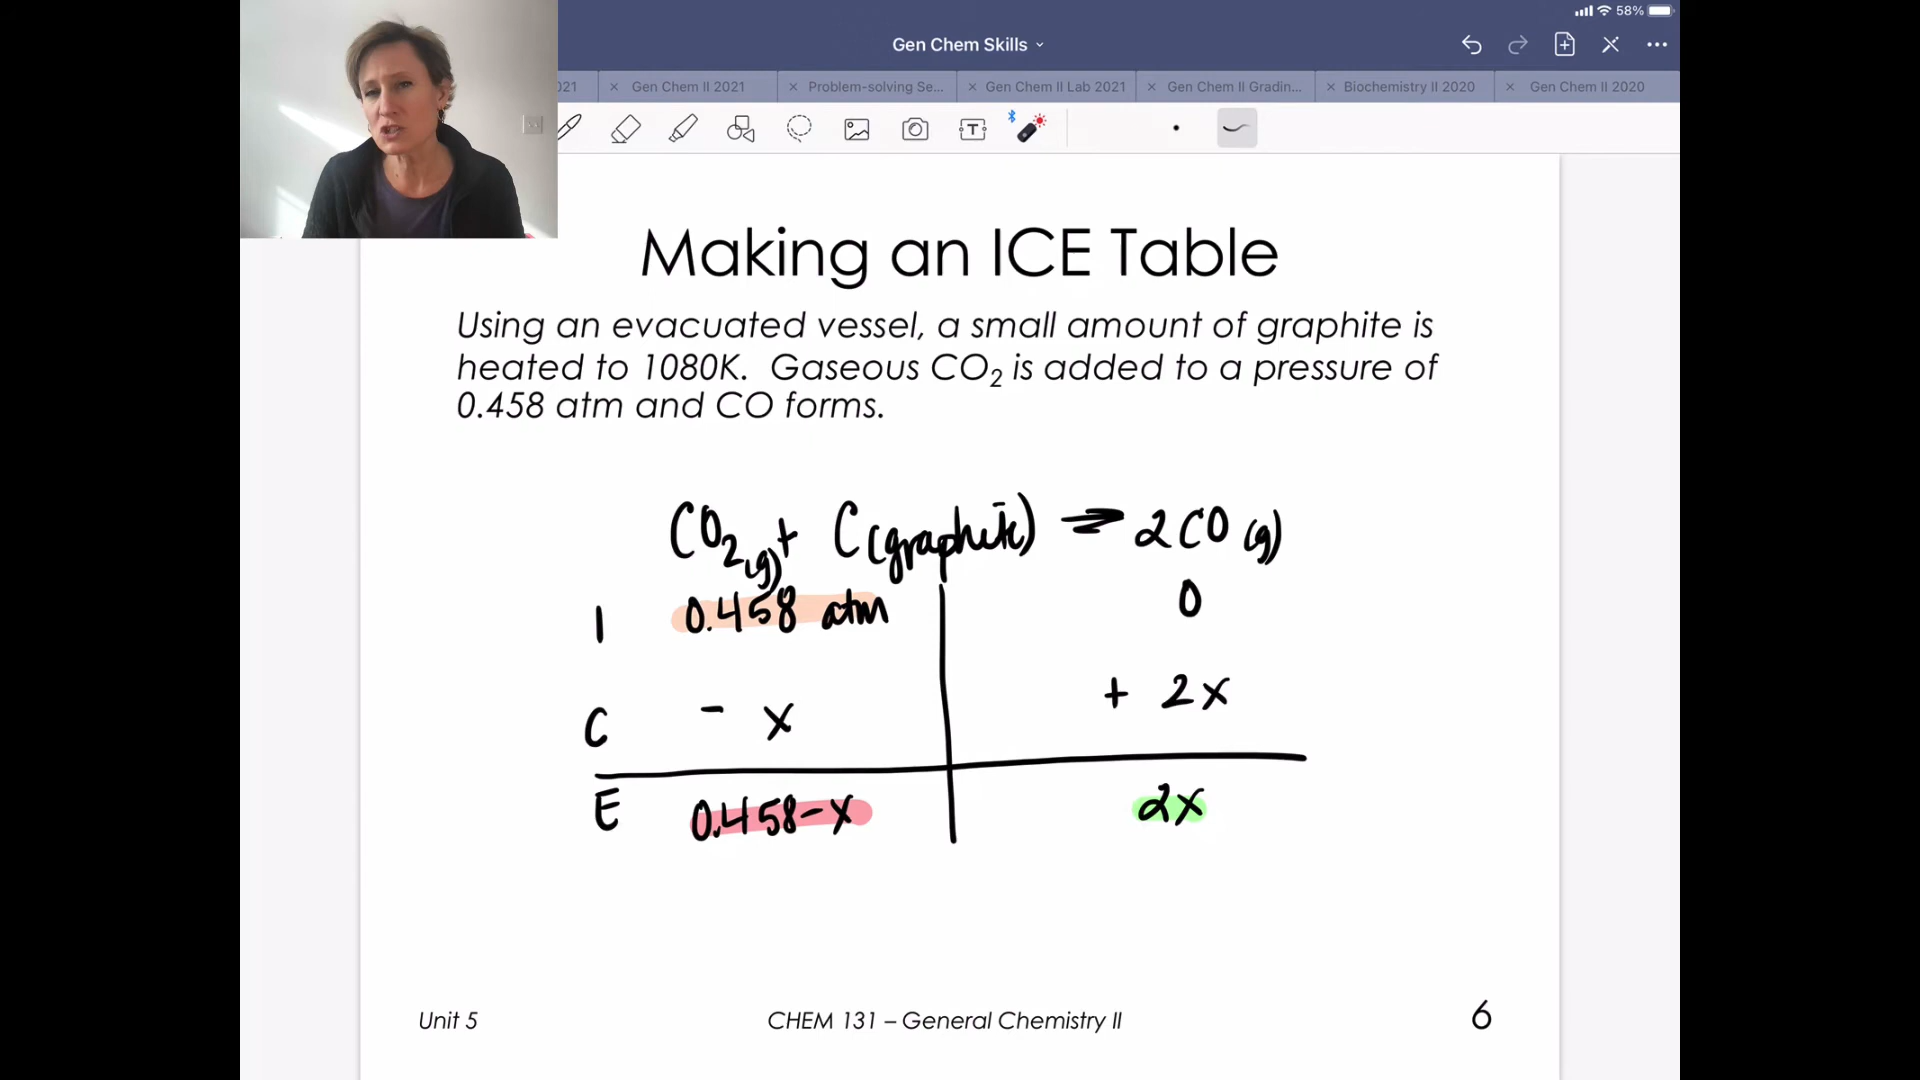 58%
Gen Chem Skills
021 Gen Chem II 2021 Problem-solving Se... Gen Chem II Lab 2021 Gen Chem II Gradin... Biochemistry II 2020 Gen Chem II 2020
T
Making an ICE Table
Using an evacuated vessel, a small amount of graphite is
heated to 1080K. Gaseous CO₂ is added to a pressure of
0.458 atm and CO forms.
CO₂(g) + C(graphite) ⇌ 2CO(g)
I 0.458 atm 0
C - x + 2x
E 0.458-x 2x
Unit 5 CHEM 131 – General Chemistry II 6